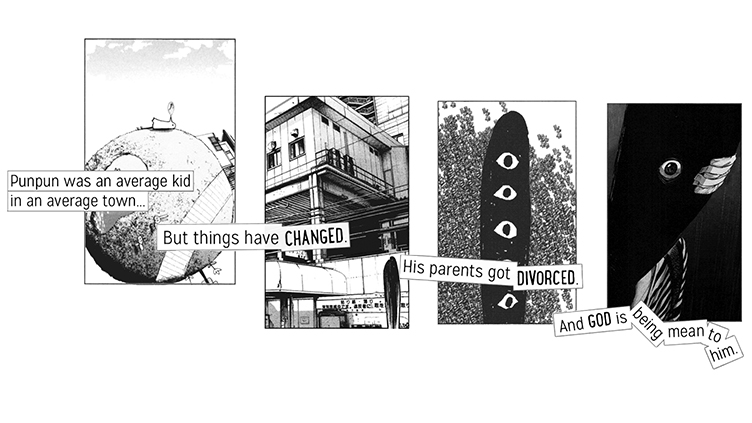 Punpun was an average kid
in an average town...
But things have CHANGED.
His parents got DIVORCED.
And GOD is being mean to
him.